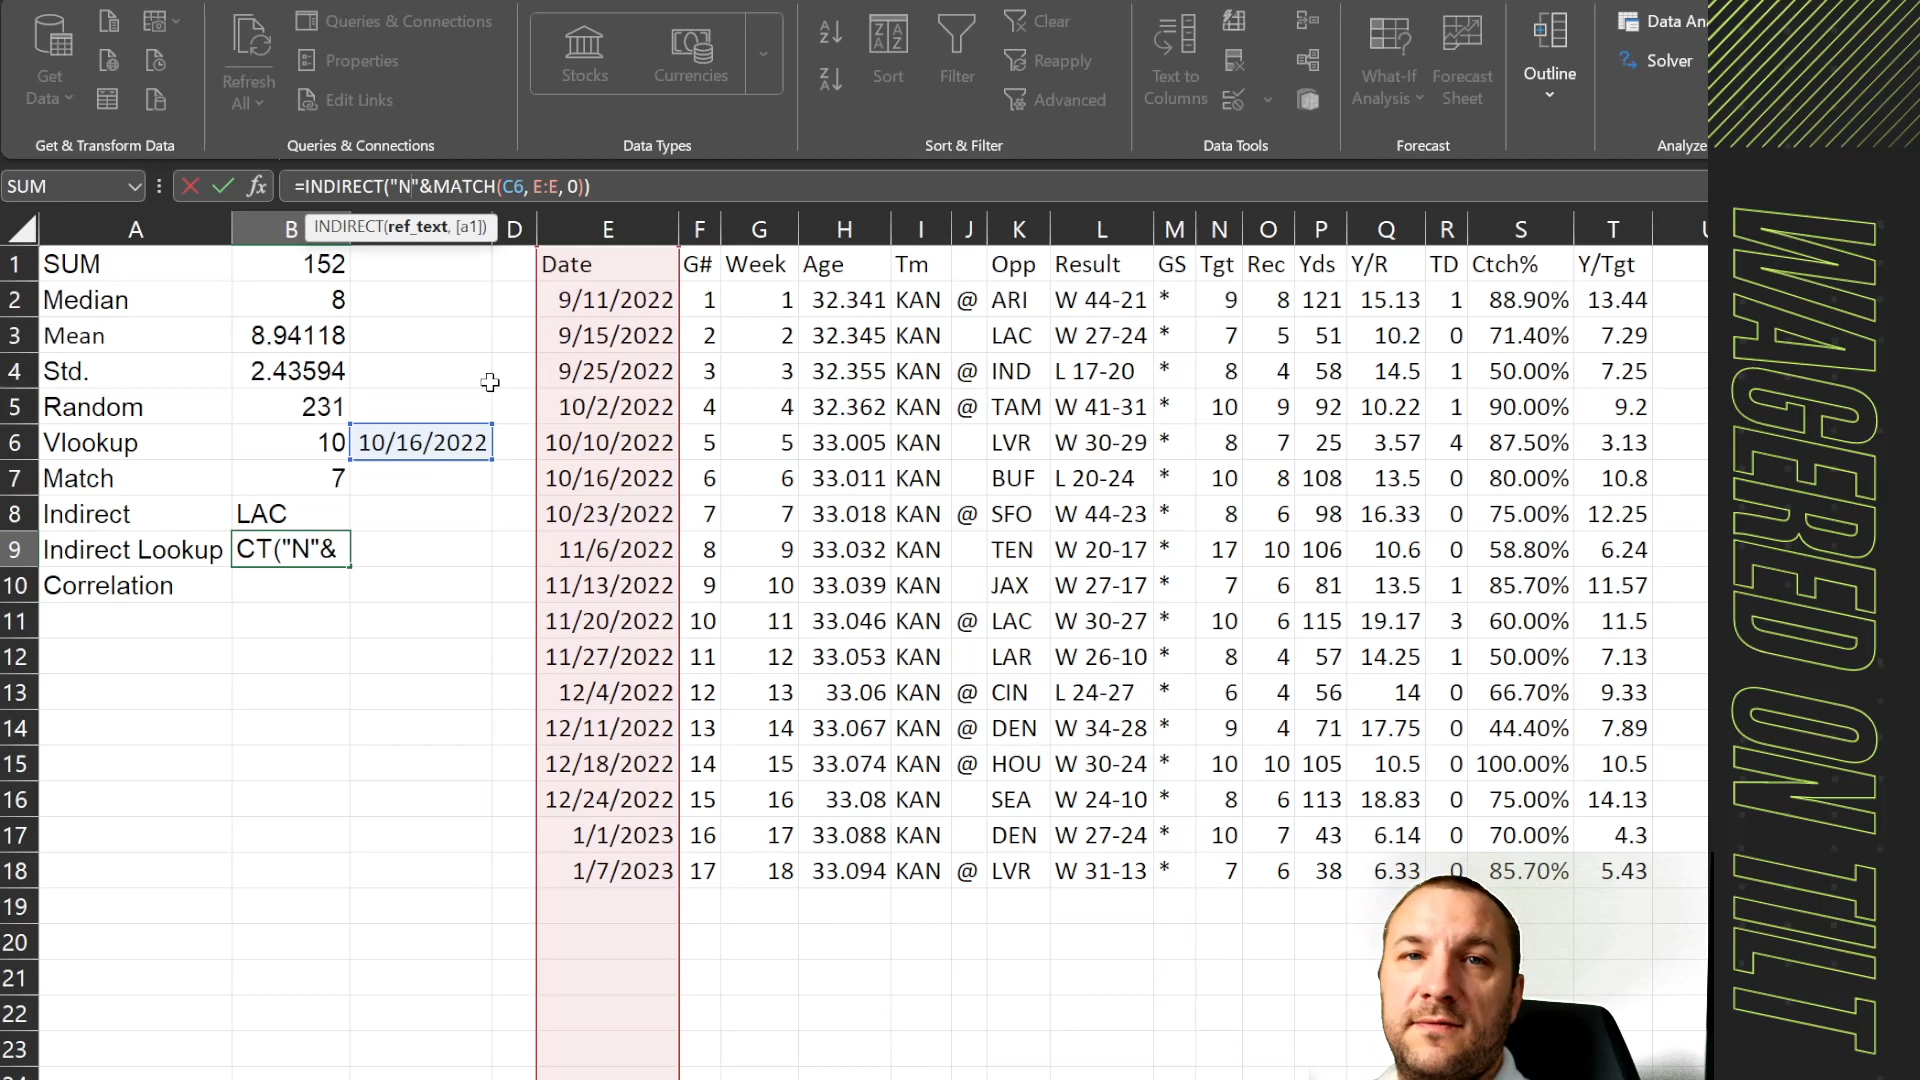 Get Data
Refresh All
Queries & Connections
Properties
Edit Links
Stocks
Currencies
Sort
Filter
Clear
Reapply
Advanced
Text to Columns
What-If Analysis
Forecast Sheet
Outline
Solver
Get & Transform Data
Queries & Connections
Data Types
Sort & Filter
Data Tools
Forecast
SUM
fx
=INDIRECT("N"&MATCH(C6, E:E, 0))
INDIRECT(ref_text, [a1])
A B D E F G H I J K L M N O P Q R S T
1 SUM 152 Date G# Week Age Tm Opp Result GS Tgt Rec Yds Y/R TD Ctch% Y/Tgt
2 Median 8 9/11/2022 1 1 32.341 KAN @ ARI W 44-21 * 9 8 121 15.13 1 88.90% 13.44
3 Mean 8.94118 9/15/2022 2 2 32.345 KAN LAC W 27-24 * 7 5 51 10.2 0 71.40% 7.29
4 Std. 2.43594 9/25/2022 3 3 32.355 KAN @ IND L 17-20 * 8 4 58 14.5 1 50.00% 7.25
5 Random 231 10/2/2022 4 4 32.362 KAN @ TAM W 41-31 * 10 9 92 10.22 1 90.00% 9.2
6 Vlookup 10 10/16/2022 10/10/2022 5 5 33.005 KAN LVR W 30-29 * 8 7 25 3.57 4 87.50% 3.13
7 Match 7 10/16/2022 6 6 33.011 KAN BUF L 20-24 * 10 8 108 13.5 0 80.00% 10.8
8 Indirect LAC 10/23/2022 7 7 33.018 KAN @ SFO W 44-23 * 8 6 98 16.33 0 75.00% 12.25
9 Indirect Lookup CT("N"& 11/6/2022 8 9 33.032 KAN TEN W 20-17 * 17 10 106 10.6 0 58.80% 6.24
10 Correlation 11/13/2022 9 10 33.039 KAN JAX W 27-17 * 7 6 81 13.5 1 85.70% 11.57
11 11/20/2022 10 11 33.046 KAN @ LAC W 30-27 * 10 6 115 19.17 3 60.00% 11.5
12 11/27/2022 11 12 33.053 KAN LAR W 26-10 * 8 4 57 14.25 1 50.00% 7.13
13 12/4/2022 12 13 33.06 KAN @ CIN L 24-27 * 6 4 56 14 0 66.70% 9.33
14 12/11/2022 13 14 33.067 KAN @ DEN W 34-28 * 9 4 71 17.75 0 44.40% 7.89
15 12/18/2022 14 15 33.074 KAN @ HOU W 30-24 * 10 10 105 10.5 0 100.00% 10.5
16 12/24/2022 15 16 33.08 KAN SEA W 24-10 * 8 6 113 18.83 0 75.00% 14.13
17 1/1/2023 16 17 33.088 KAN DEN W 27-24 * 10 7 43 6.14 0 70.00% 4.3
18 1/7/2023 17 18 33.094 KAN @ LVR W 31-13 * 7 6 38 6.33 0 85.70% 5.43
19
20
21
22
23
WAGERED ON TILT